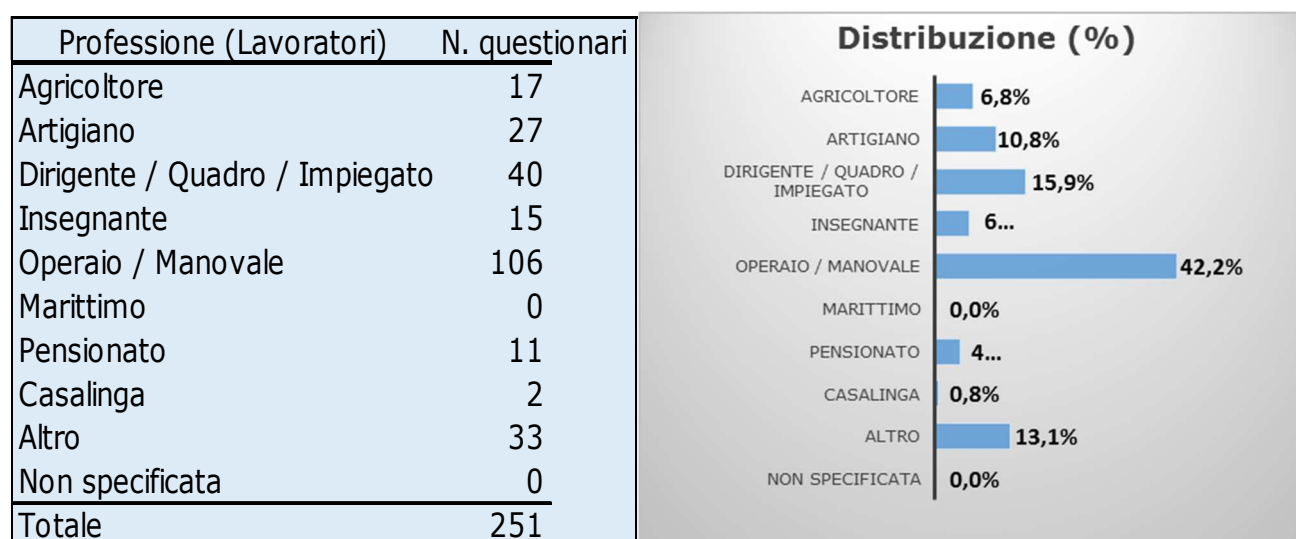 Professione (Lavoratori) N. questionari
Agricoltore 17
Artigiano 27
Dirigente / Quadro / Impiegato 40
Insegnante 15
Operaio / Manovale 106
Marittimo 0
Pensionato 11
Casalinga 2
Altro 33
Non specificata 0
Totale 251
Distribuzione (%)
AGRICOLTORE 6,8%
ARTIGIANO 10,8%
DIRIGENTE / QUADRO /
IMPIEGATO 15,9%
INSEGNANTE 6...
OPERAIO / MANOVALE 42,2%
MARITTIMO 0,0%
PENSIONATO 4...
CASALINGA 0,8%
ALTRO 13,1%
NON SPECIFICATA 0,0%